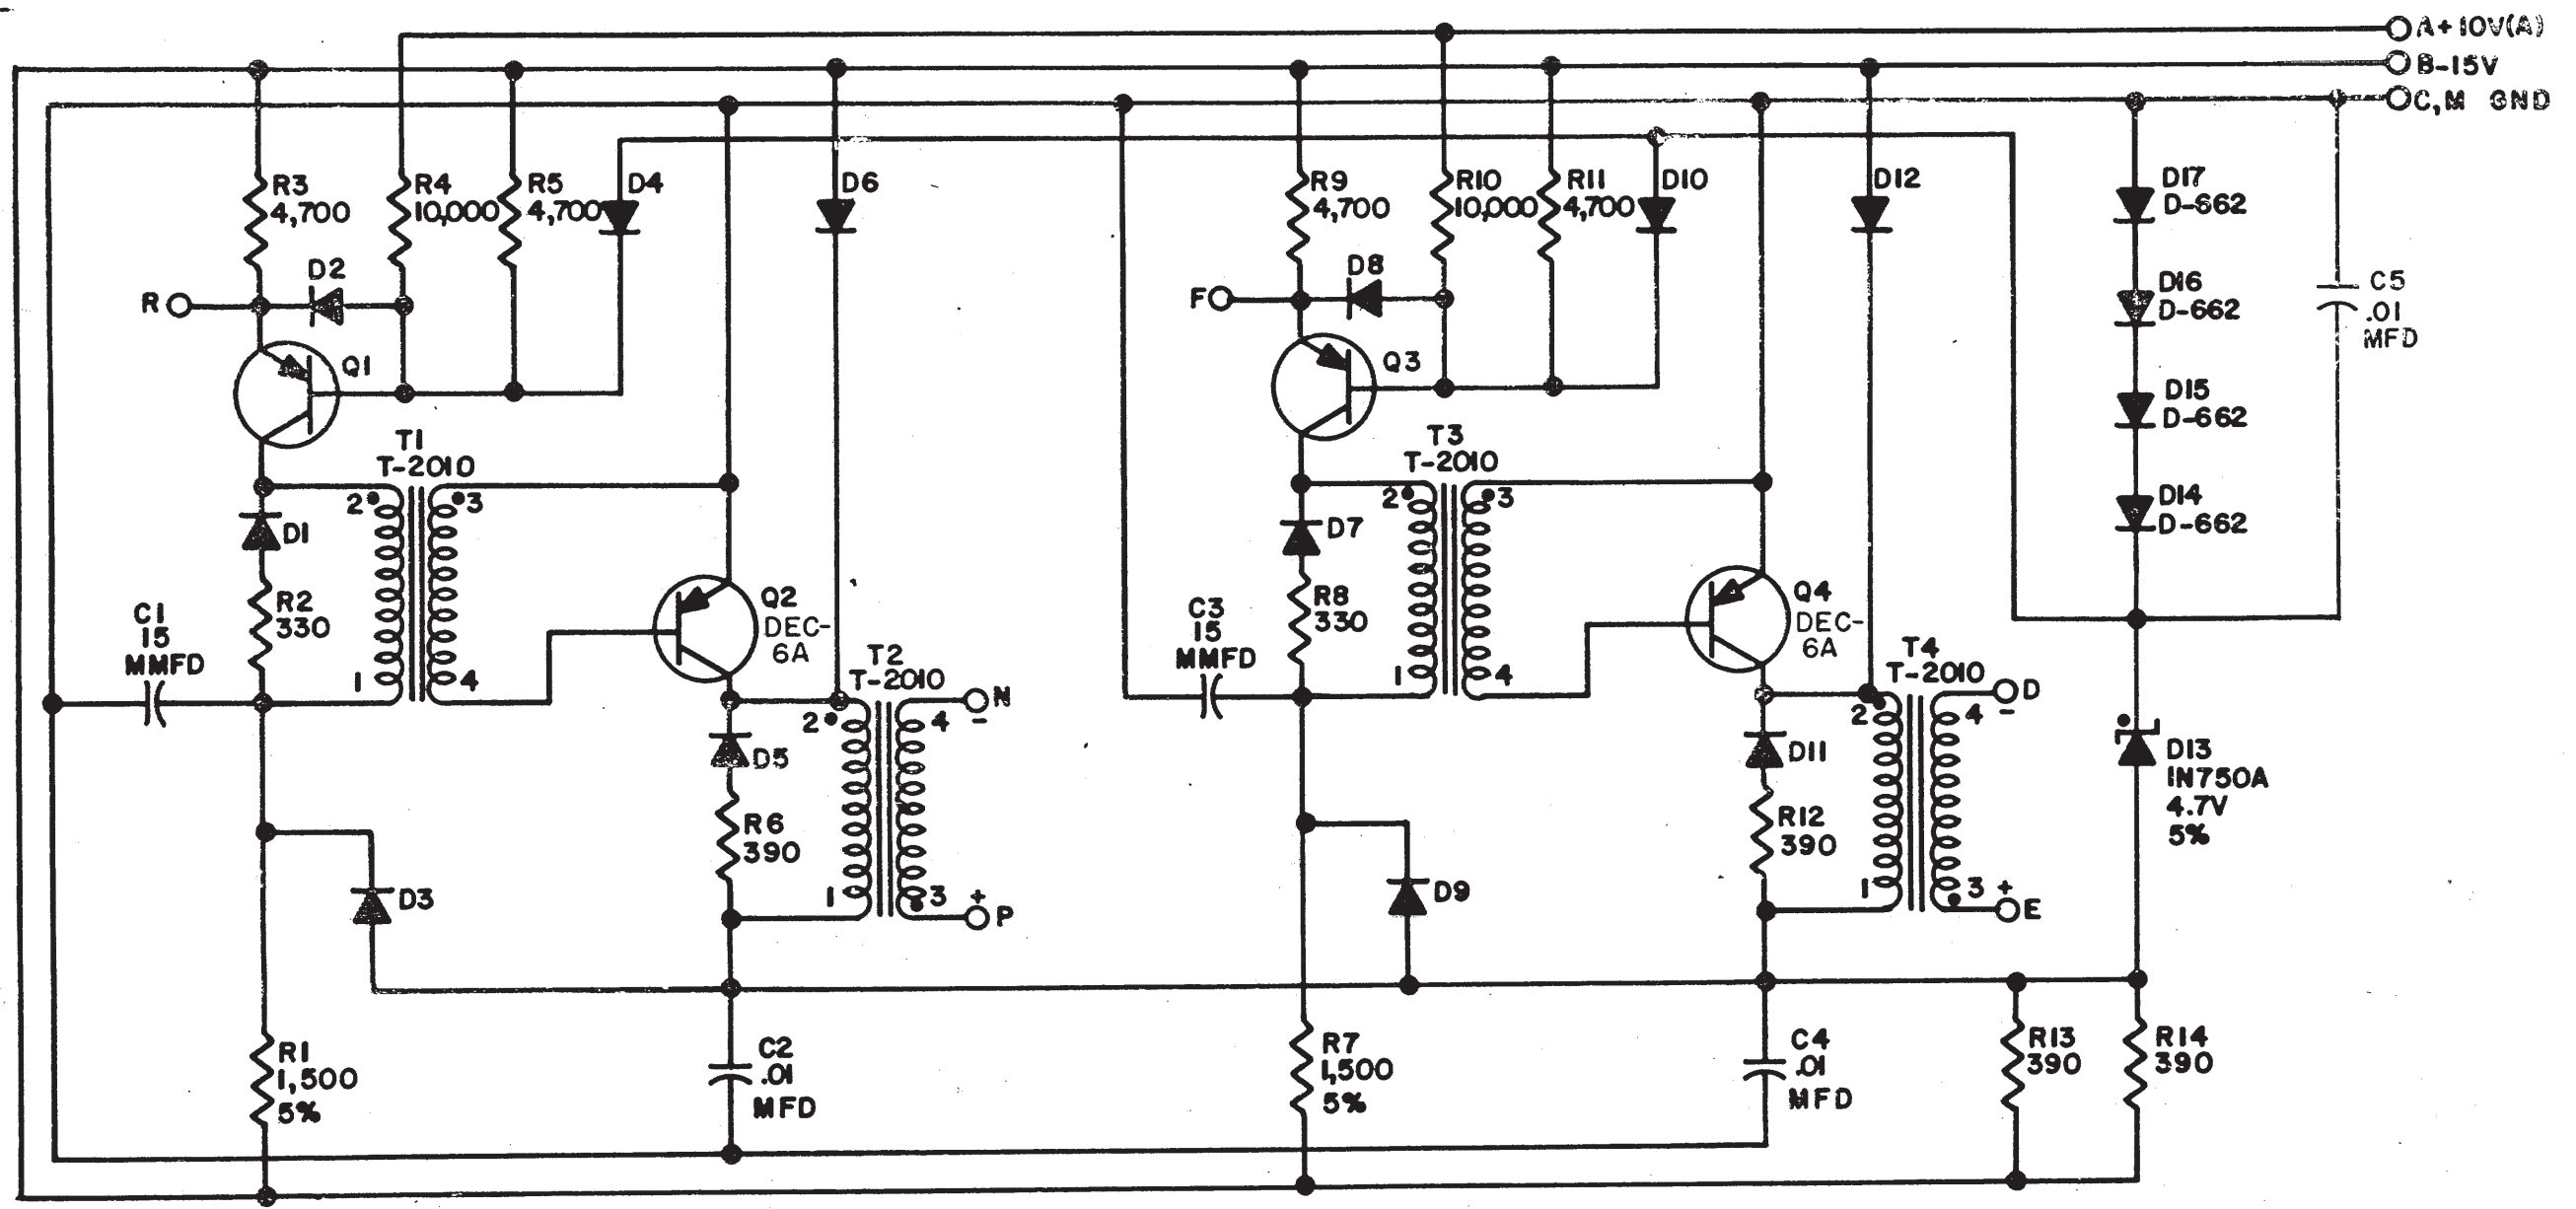 A+10V(A)
B-15V
C,M GND
R3
4,700
R4
10,000
R5
4,700
D4
D6
R9
4,700
R10
10,000
R11
4,700
D10
D12
D17
D-662
D2
R
Q1
D8
F
Q3
D16
D-662
C5
.01
MFD
D15
D-662
T1
T-2010
2
3
D1
R2
330
C1
15
MMFD
1
4
Q2
DEC-
6A
T2
T-2010
N
-
2
4
D5
R6
390
1
3
+
P
T3
T-2010
2
3
D7
R8
330
C3
15
MMFD
1
4
Q4
DEC-
6A
T4
T-2010
D
-
2
4
D11
R12
390
1
3
+
E
D14
D-662
D13
1N750A
4.7V
5%
D3
D9
R1
1,500
5%
C2
.01
MFD
R7
1,500
5%
C4
.01
MFD
R13
390
R14
390